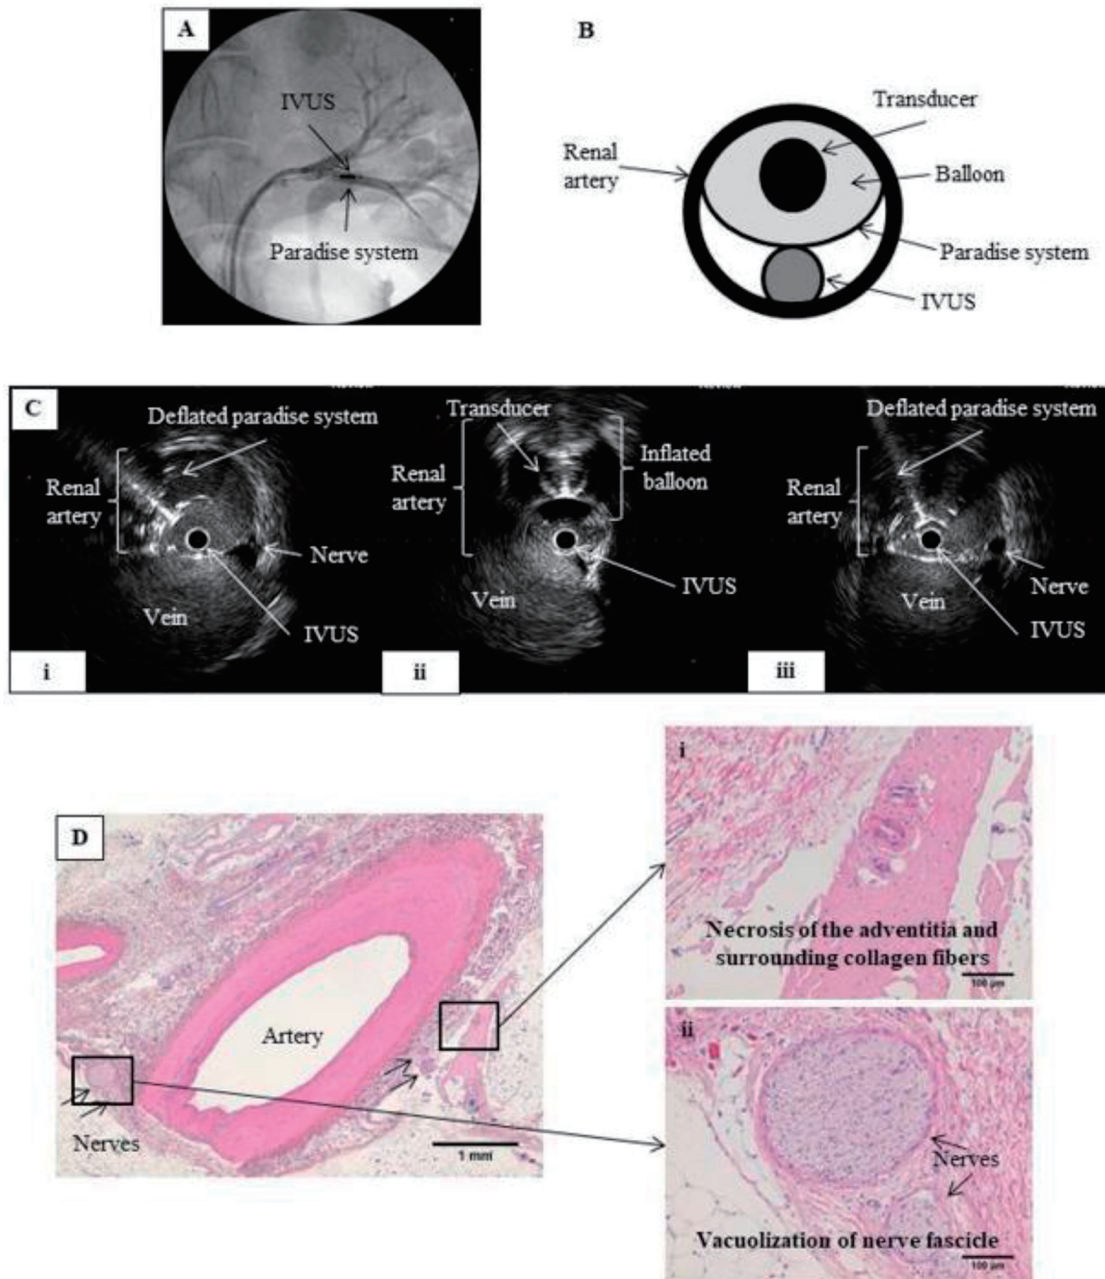 A
IVUS
Paradise system
B
Transducer
Renal
artery
Balloon
Paradise system
IVUS
C
Deflated paradise system
Renal
artery
Nerve
Vein
IVUS
i
Transducer
Renal
artery
Inflated
balloon
IVUS
Vein
ii
Deflated paradise system
Renal
artery
Nerve
Vein
IVUS
iii
D
Artery
Nerves
1 mm
i
Necrosis of the adventitia and
surrounding collagen fibers
100 µm
ii
Nerves
Vacuolization of nerve fascicle
100 µm